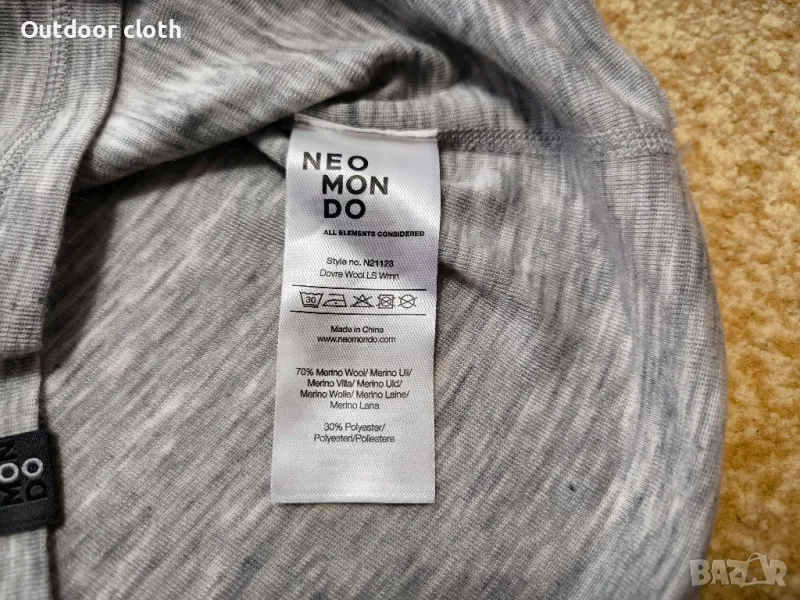 Outdoor cloth
NEO
MON
DO
ALL ELEMENTS CONSIDERED
Style no. N21123
Dovre Wool LS Wmn
30
Made in China
www.neomondo.com
70% Merino Wool/ Merino Ull/
Merino Villa/ Merino Uld/
Merino Wolle/ Merino Laine/
Merino Lana
30% Polyester/
Polyesteri/Poliestere
MON
DO
BAZAR